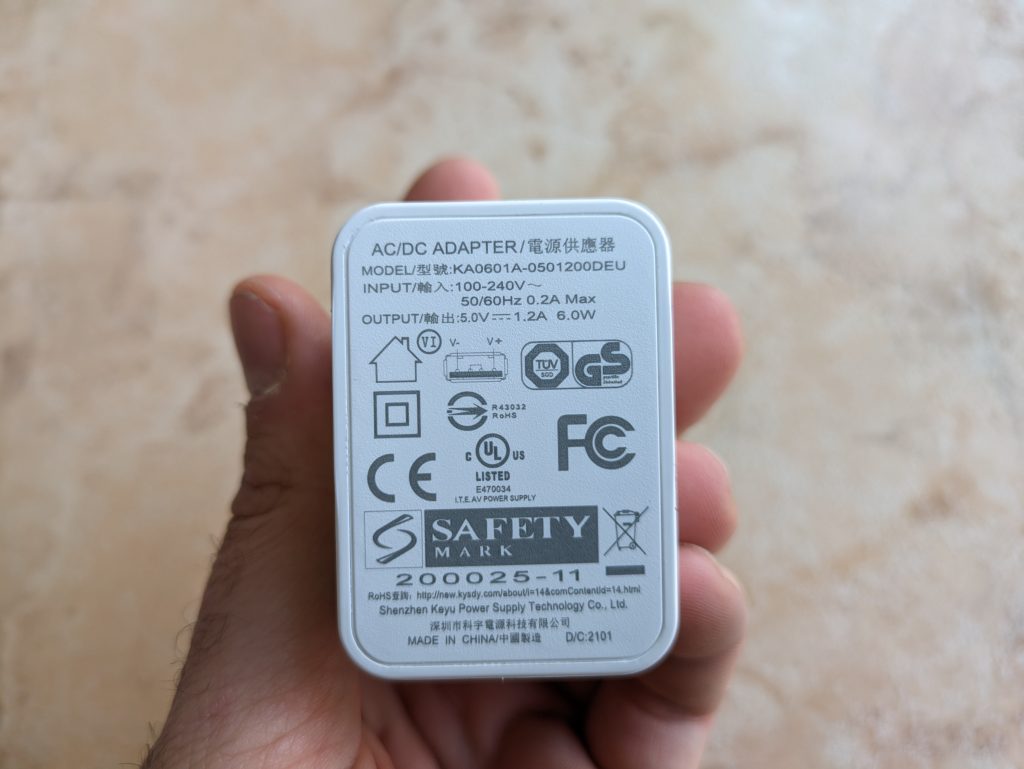 AC/DC ADAPTER/電源供應器
MODEL/型號:KA0601A-0501200DEU
INPUT/輸入:100-240V～
50/60Hz 0.2A Max
OUTPUT/輸出:5.0V⎓1.2A 6.0W
VI
V- V+
TÜV
SGD
GS
R43032
RoHS
FC
C UL US
LISTED
E470034
I.T.E. AV POWER SUPPLY
CE
SAFETY
MARK
200025-11
RoHS查詢: http://new.kysdy.com/about/i=14&comContentId=14.html
Shenzhen Keyu Power Supply Technology Co., Ltd.
深圳市科宇電源科技有限公司
MADE IN CHINA/中國製造 D/C:2101